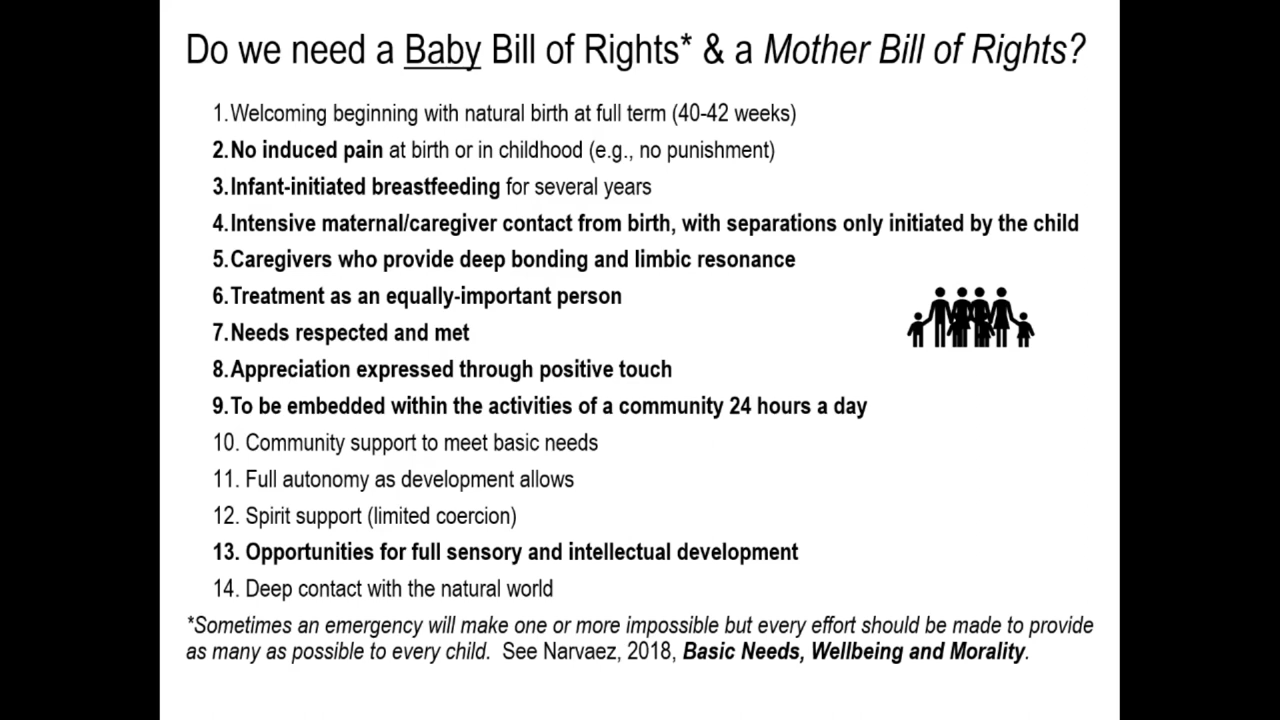 Do we need a Baby Bill of Rights* & a Mother Bill of Rights?
1.Welcoming beginning with natural birth at full term (40-42 weeks)
2.No induced pain at birth or in childhood (e.g., no punishment)
3.Infant-initiated breastfeeding for several years
4.Intensive maternal/caregiver contact from birth, with separations only initiated by the child
5.Caregivers who provide deep bonding and limbic resonance
6.Treatment as an equally-important person
7.Needs respected and met
8.Appreciation expressed through positive touch
9.To be embedded within the activities of a community 24 hours a day
10. Community support to meet basic needs
11. Full autonomy as development allows
12. Spirit support (limited coercion)
13. Opportunities for full sensory and intellectual development
14. Deep contact with the natural world
*Sometimes an emergency will make one or more impossible but every effort should be made to provide
as many as possible to every child. See Narvaez, 2018, Basic Needs, Wellbeing and Morality.